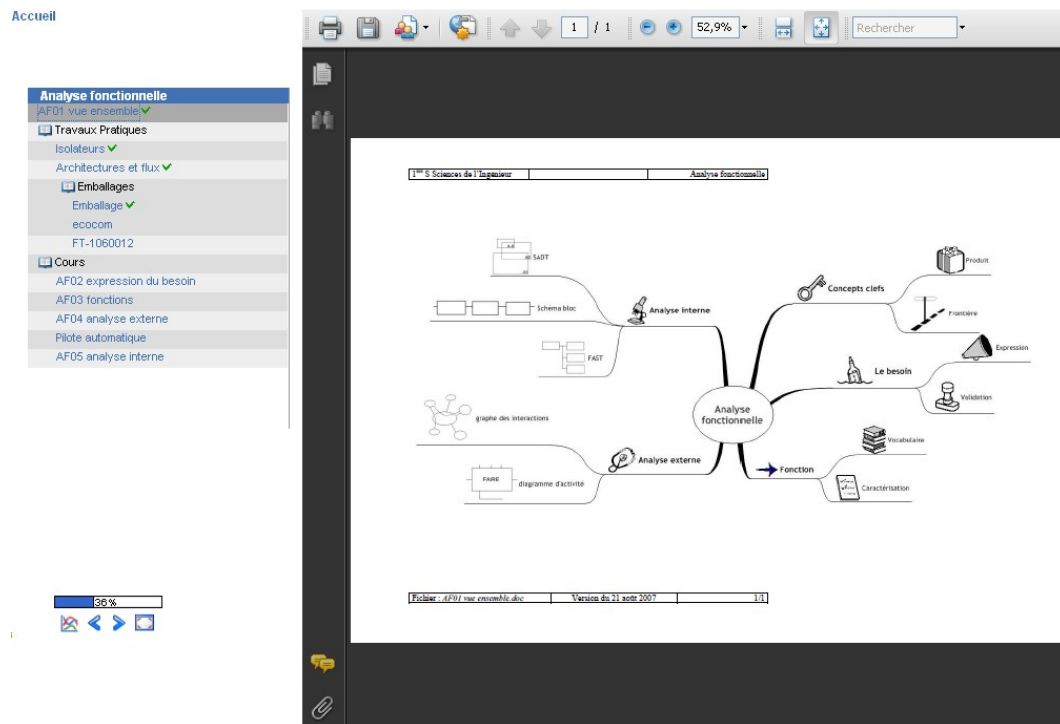 Accueil
1 / 1
52,9%
Rechercher
Analyse fonctionnelle
AF01 vue ensemble
Travaux Pratiques
Isolateurs
Architectures et flux
Emballages
Emballage
ecocom
FT-1060012
Cours
AF02 expression du besoin
AF03 fonctions
AF04 analyse externe
Pilote automatique
AF05 analyse interne
36%
1ère S Sciences de l'Ingénieur
Analyse fonctionnelle
SADT
Schéma bloc
FAST
Analyse interne
graphe des interactions
FAIRE
diagramme d'activité
Analyse externe
Analyse
fonctionnelle
Concepts clefs
Produit
Frontière
Le besoin
Expression
Validation
Fonction
Vocabulaire
Caractérisation
Fichier : AF01 vue ensemble.doc
Version du 21 août 2007
1/1